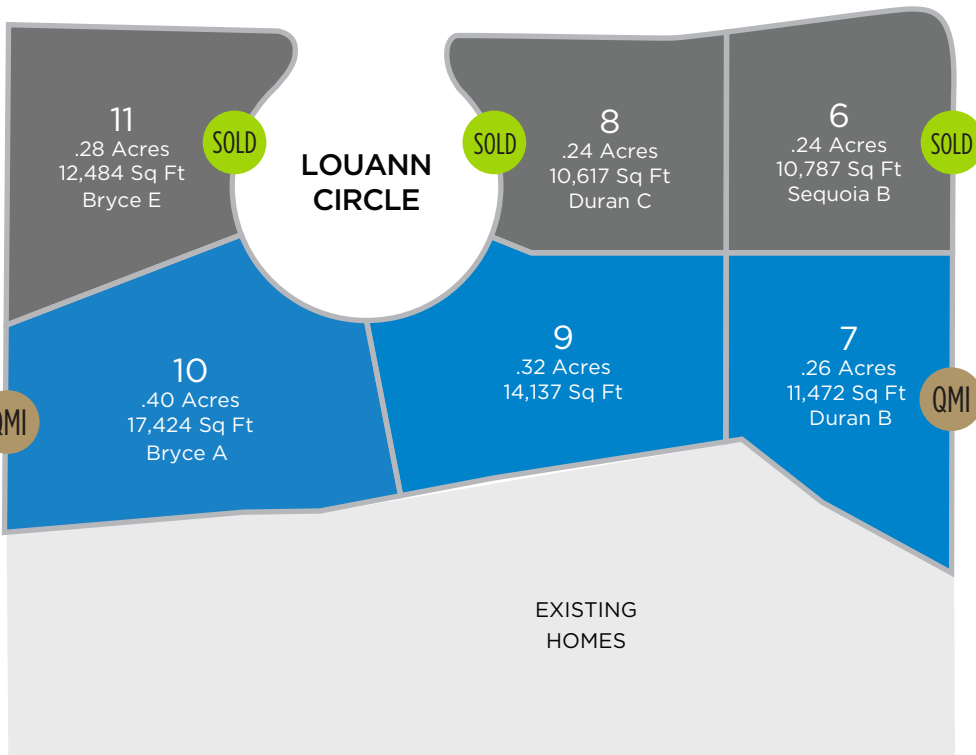 11
.28 Acres
12,484 Sq Ft
Bryce E
SOLD
LOUANN
CIRCLE
SOLD
8
.24 Acres
10,617 Sq Ft
Duran C
6
.24 Acres
10,787 Sq Ft
Sequoia B
SOLD
10
.40 Acres
17,424 Sq Ft
Bryce A
QMI
9
.32 Acres
14,137 Sq Ft
7
.26 Acres
11,472 Sq Ft
Duran B
QMI
EXISTING
HOMES